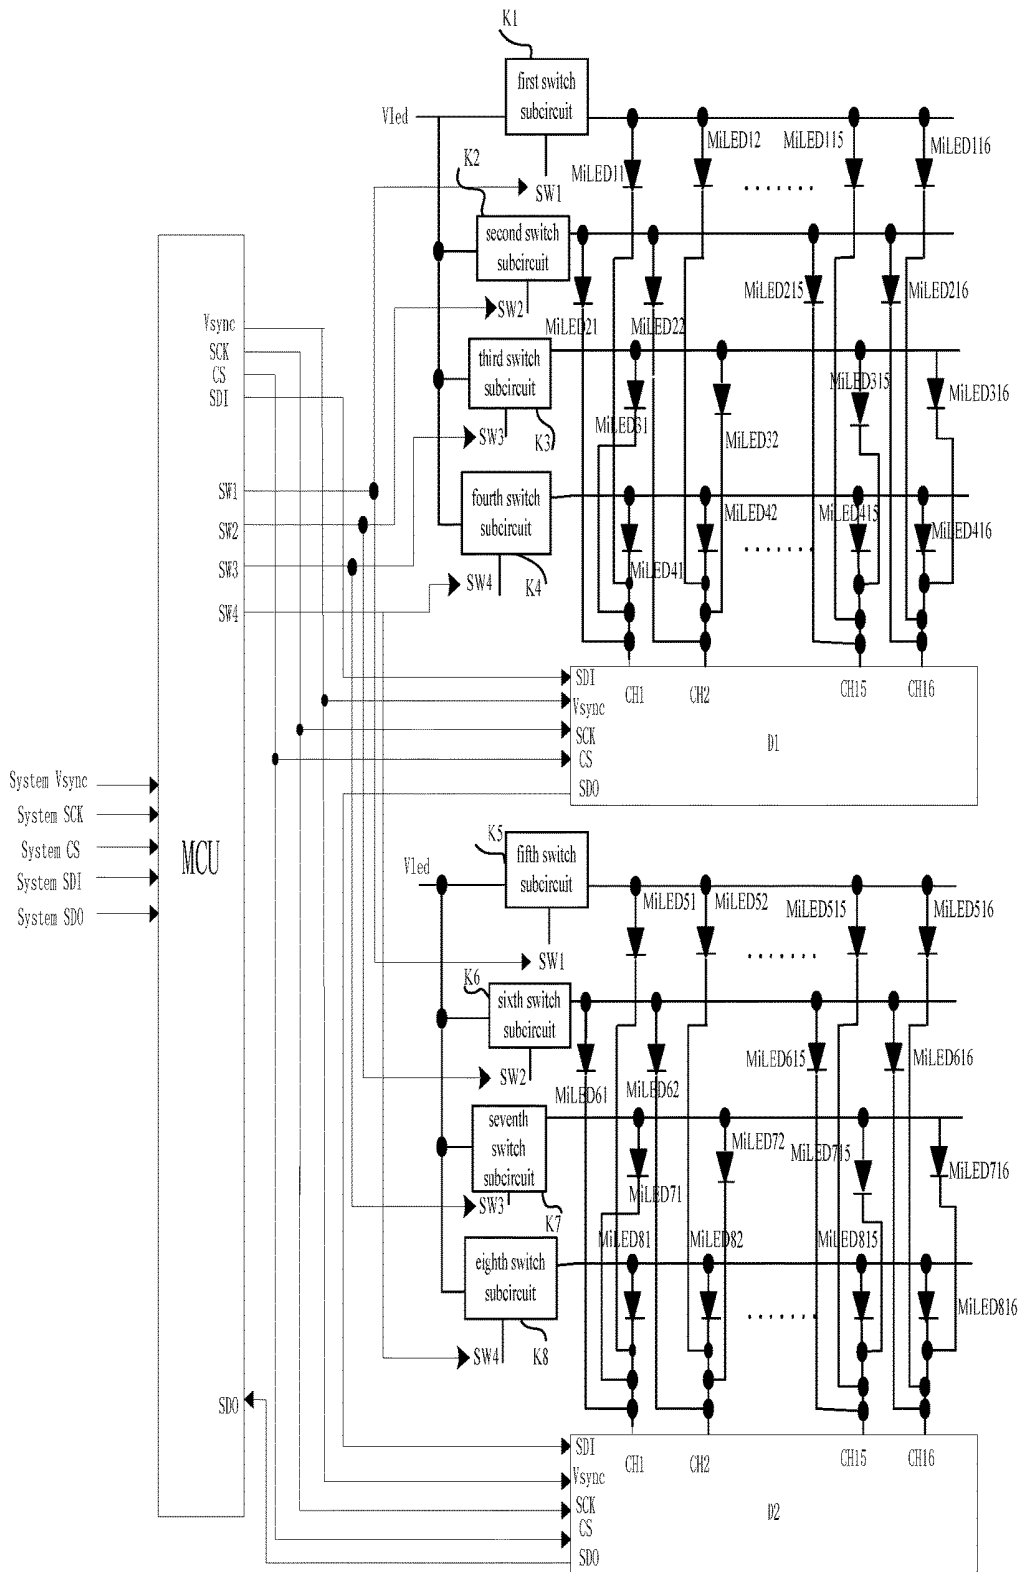 K1
first switch
subcircuit
Vled
MiLED11
MiLED12
MiLED115
MiLED116
.......
SW1
K2
second switch
subcircuit
SW2
MiLED21
MiLED22
MiLED215
MiLED216
third switch
subcircuit
SW3
K3
MiLED31
MiLED32
MiLED315
MiLED316
fourth switch
subcircuit
SW4
K4
MiLED41
MiLED42
MiLED415
MiLED416
.......
Vsync
SCK
CS
SDI
SW1
SW2
SW3
SW4
SDO
MCU
System Vsync
System SCK
System CS
System SDI
System SDO
SDI
Vsync
SCK
CS
SDO
CH1
CH2
CH15
CH16
D1
K5
Vled
fifth switch
subcircuit
SW1
MiLED51
MiLED52
MiLED515
MiLED516
.......
K6
sixth switch
subcircuit
SW2
MiLED61
MiLED62
MiLED615
MiLED616
seventh
switch
subcircuit
SW3
K7
MiLED71
MiLED72
MiLED715
MiLED716
eighth switch
subcircuit
SW4
K8
MiLED81
MiLED82
MiLED815
MiLED816
.......
SDI
Vsync
SCK
CS
SDO
CH1
CH2
CH15
CH16
D2